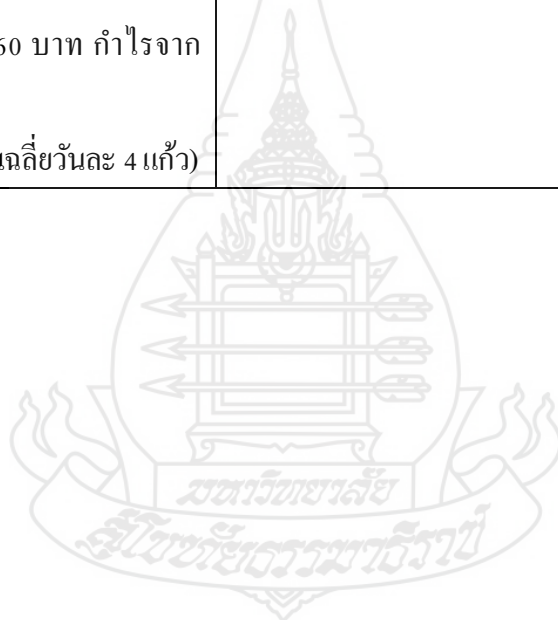 60 บาท กำไรจาก
ฉลี่ยวันละ 4 แก้ว)
มหาวิทยาลัย
สุโขทัยธรรมาธิราช